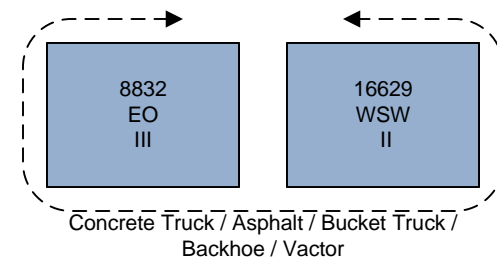 8832
EO
III
16629
WSW
II
Concrete Truck / Asphalt / Bucket Truck /
Backhoe / Vactor